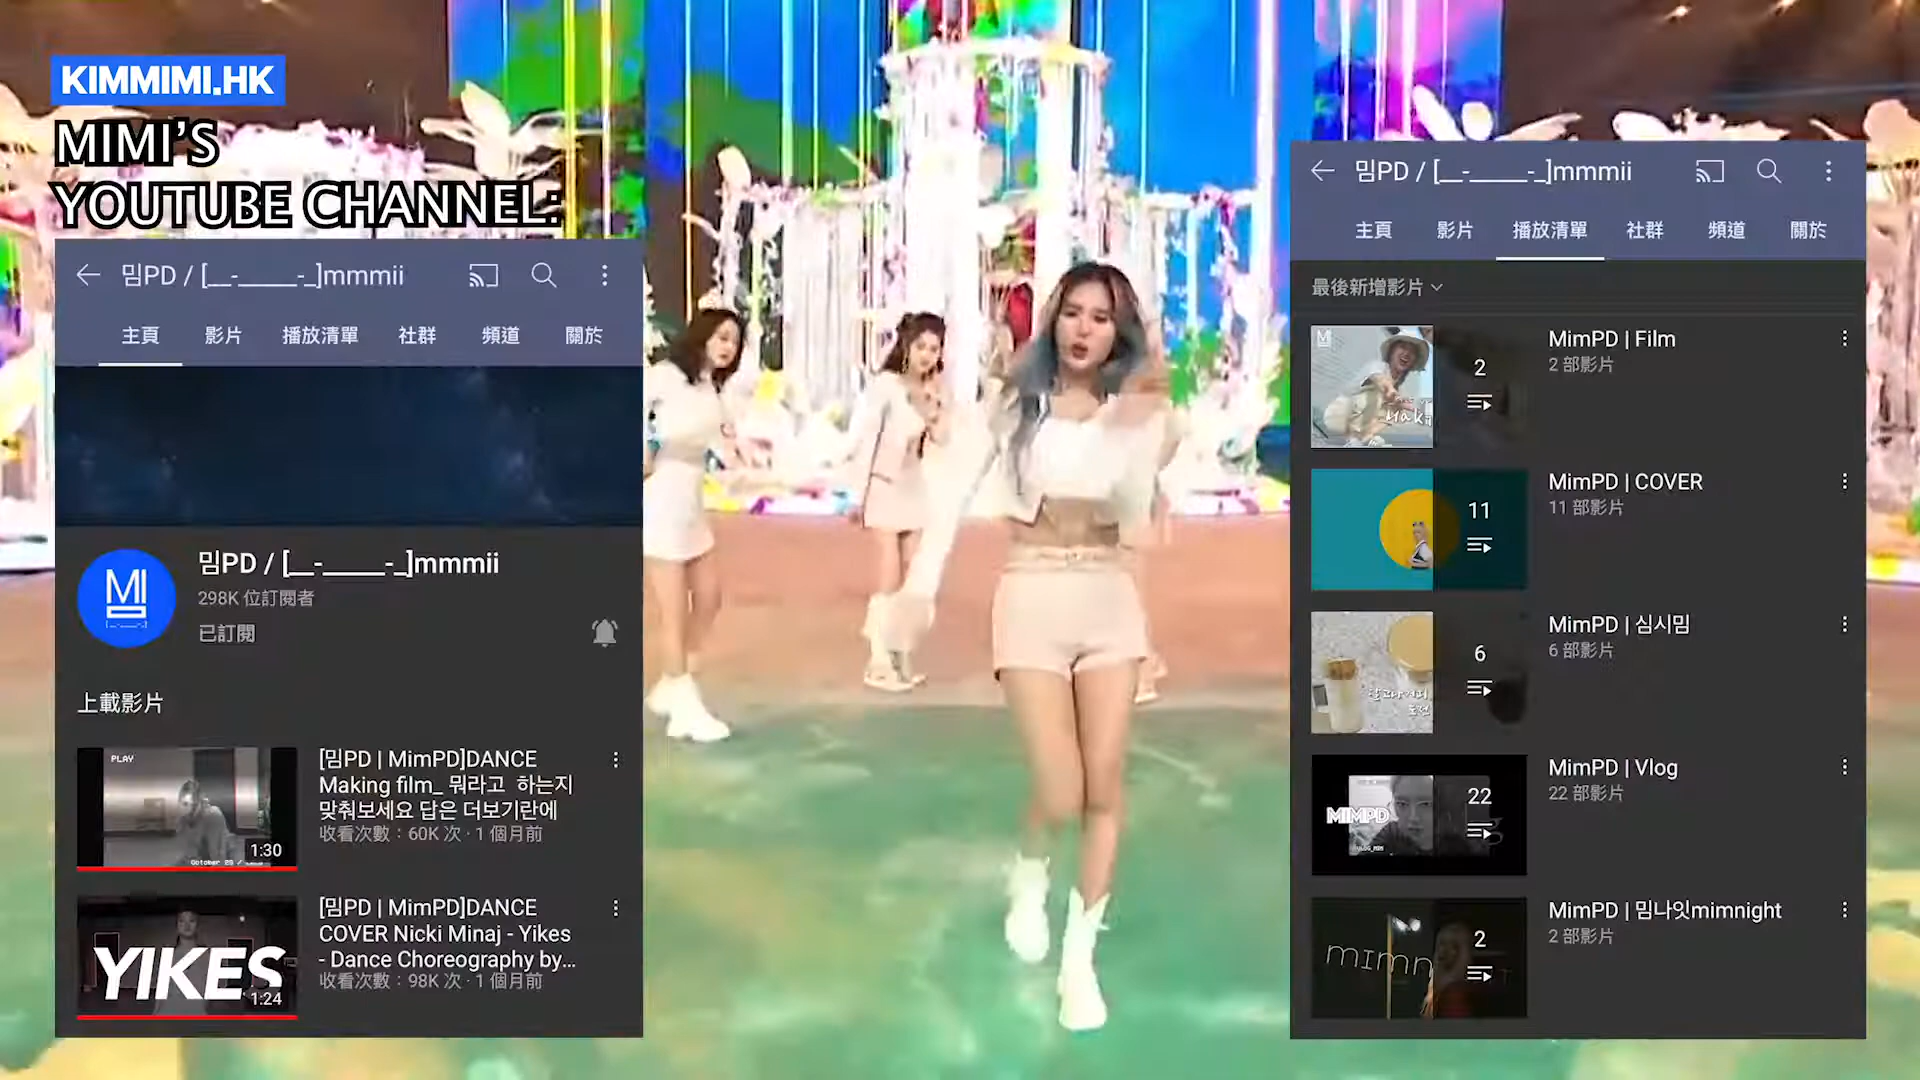 KIMMIMI.HK
MIMI'S
YOUTUBE CHANNEL:
밈PD / [__-_____-_]mmmii
主頁 影片 播放清單 社群 頻道 關於
MI
밈PD / [__-_____-_]mmmii
298K 位訂閱者
已訂閱
上載影片
PLAY
1:30
[밈PD | MimPD]DANCE
Making film_ 뭐라고 하는지
맞춰보세요 답은 더보기란에
收看次數：60K 次 · 1 個月前
YIKES
1:24
[밈PD | MimPD]DANCE
COVER Nicki Minaj - Yikes
- Dance Choreography by...
收看次數：98K 次 · 1 個月前
밈PD / [__-_____-_]mmmii
主頁 影片 播放清單 社群 頻道 關於
最後新增影片
2
MimPD | Film
2 部影片
11
MimPD | COVER
11 部影片
6
MimPD | 심시밈
6 部影片
MIMPD
22
MimPD | Vlog
22 部影片
mimn
2
MimPD | 밈나잇mimnight
2 部影片